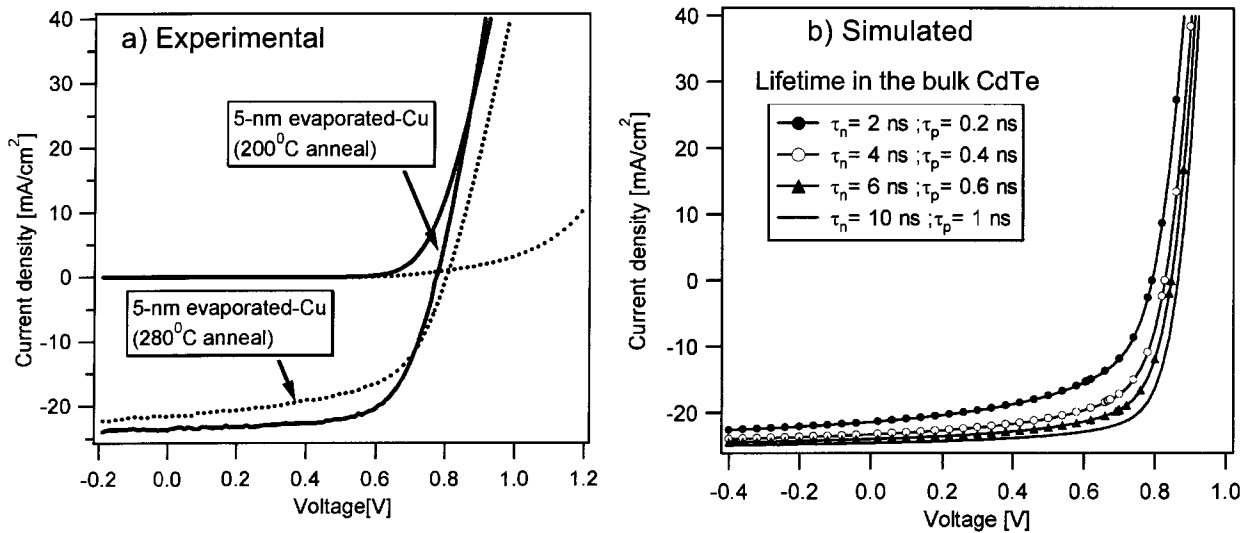 a) Experimental
Current density [mA/cm²]
40
30
20
10
0
-10
-20
5-nm evaporated-Cu
(200⁰C anneal)
5-nm evaporated-Cu
(280⁰C anneal)
-0.2 0.0 0.2 0.4 0.6 0.8 1.0 1.2
Voltage[V]
b) Simulated
Current density [mA/cm²]
40
30
20
10
0
-10
-20
Lifetime in the bulk CdTe
τn= 2 ns ;τp= 0.2 ns
τn= 4 ns ;τp= 0.4 ns
τn= 6 ns ;τp= 0.6 ns
τn= 10 ns ;τp= 1 ns
-0.4 -0.2 0.0 0.2 0.4 0.6 0.8 1.0
Voltage [V]